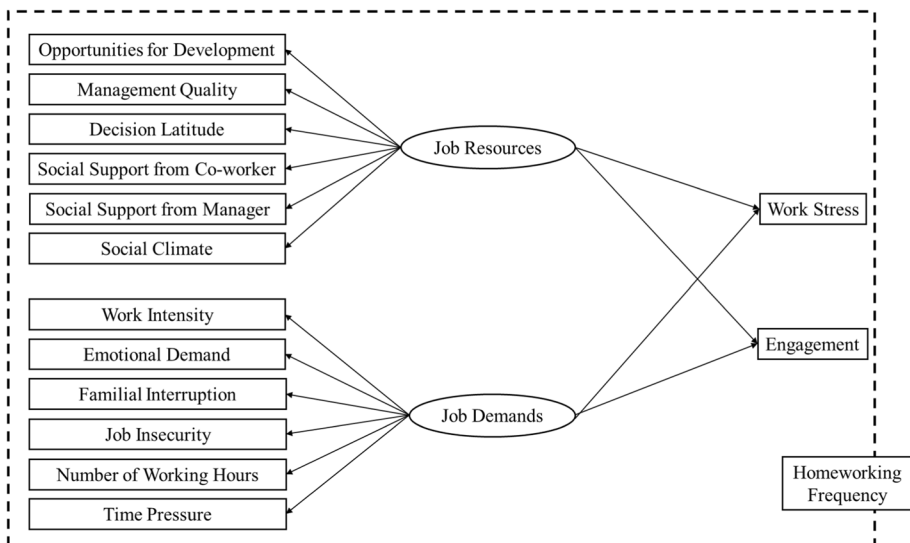 Opportunities for Development
Management Quality
Decision Latitude
Social Support from Co-worker
Social Support from Manager
Social Climate
Job Resources
Work Stress
Work Intensity
Emotional Demand
Familial Interruption
Job Insecurity
Number of Working Hours
Time Pressure
Job Demands
Engagement
Homeworking
Frequency